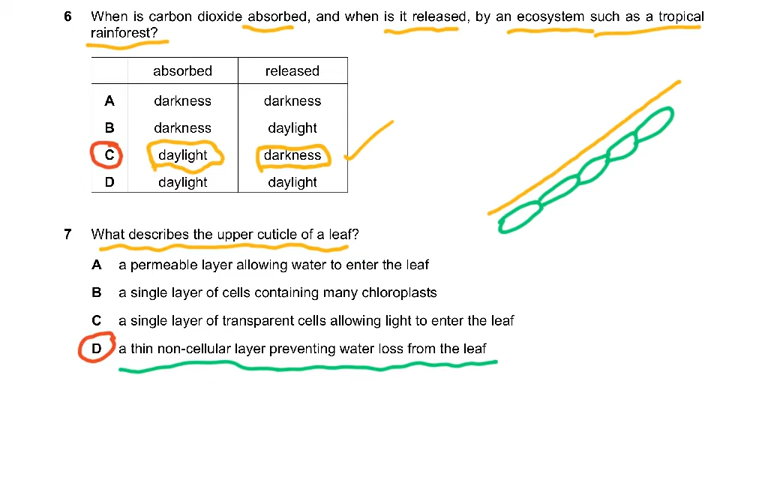 6 When is carbon dioxide absorbed, and when is it released, by an ecosystem such as a tropical
rainforest?
absorbed released
A darkness darkness
B darkness daylight
C daylight darkness
D daylight daylight
7 What describes the upper cuticle of a leaf?
A a permeable layer allowing water to enter the leaf
B a single layer of cells containing many chloroplasts
C a single layer of transparent cells allowing light to enter the leaf
D a thin non-cellular layer preventing water loss from the leaf